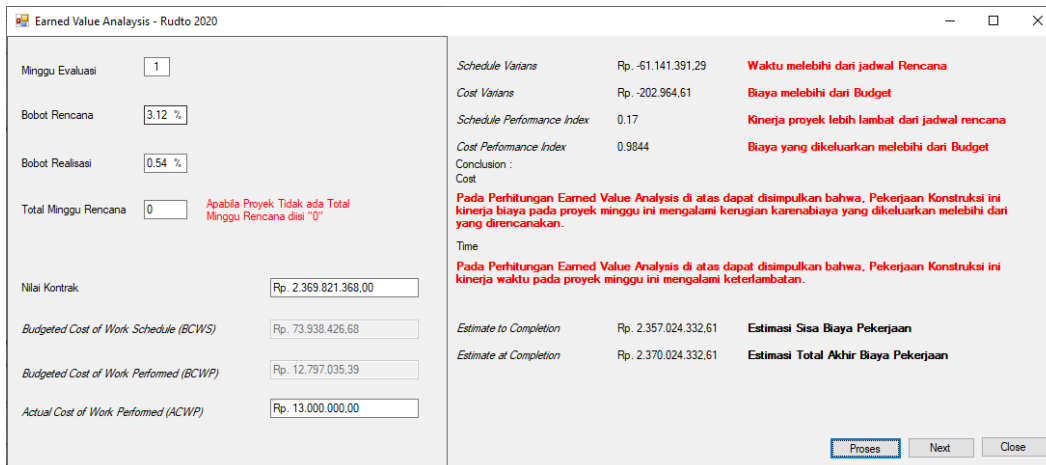 Earned Value Analaysis - Rudto 2020
Minggu Evaluasi 1
Bobot Rencana 3.12 %
Bobot Realisasi 0.54 %
Total Minggu Rencana 0 Apabila Proyek Tidak ada Total
Minggu Rencana diisi "0"
Nilai Kontrak Rp. 2.369.821.368,00
Budgeted Cost of Work Schedule (BCWS) Rp. 73.938.426,68
Budgeted Cost of Work Performed (BCWP) Rp. 12.797.035,39
Actual Cost of Work Performed (ACWP) Rp. 13.000.000,00
Schedule Varians Rp. -61.141.391,29 Waktu melebihi dari jadwal Rencana
Cost Varians Rp. -202.964,61 Biaya melebihi dari Budget
Schedule Performance Index 0.17 Kinerja proyek lebih lambat dari jadwal rencana
Cost Performance Index 0.9844 Biaya yang dikeluarkan melebihi dari Budget
Conclusion :
Cost
Pada Perhitungan Earned Value Analysis di atas dapat disimpulkan bahwa, Pekerjaan Konstruksi ini
kinerja biaya pada proyek minggu ini mengalami kerugian karenabiaya yang dikeluarkan melebihi dari
yang direncanakan.
Time
Pada Perhitungan Earned Value Analysis di atas dapat disimpulkan bahwa, Pekerjaan Konstruksi ini
kinerja waktu pada proyek minggu ini mengalami keterlambatan.
Estimate to Completion Rp. 2.357.024.332,61 Estimasi Sisa Biaya Pekerjaan
Estimate at Completion Rp. 2.370.024.332,61 Estimasi Total Akhir Biaya Pekerjaan
Proses Next Close